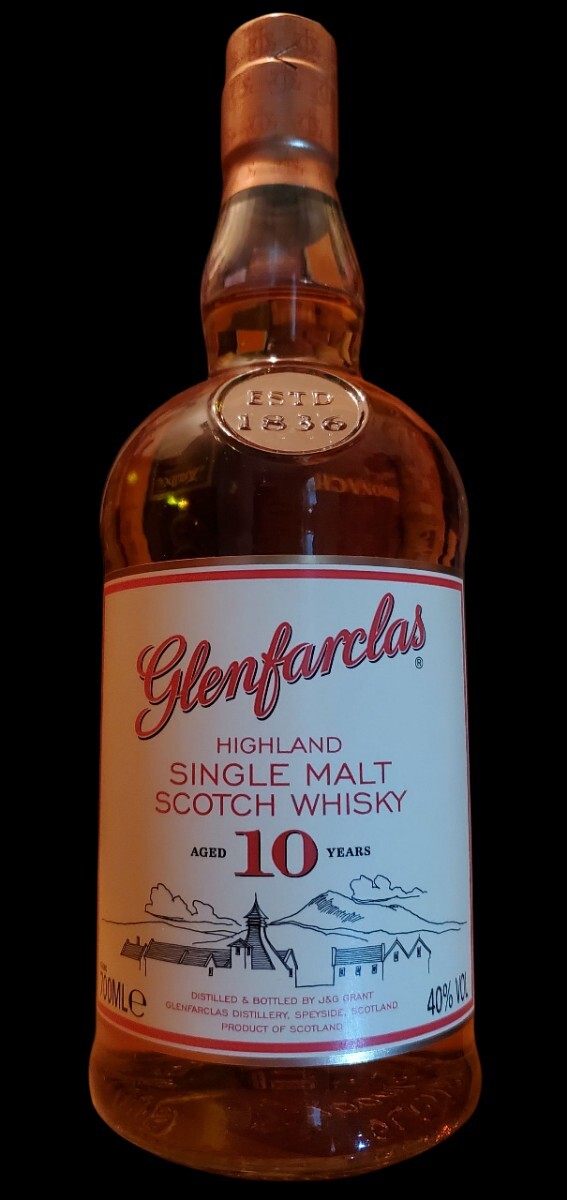 ESTD
1836
Glenfarclas
®
HIGHLAND
SINGLE MALT
SCOTCH WHISKY
AGED 10 YEARS
700ML e
40% VOL
DISTILLED & BOTTLED BY J&G GRANT
GLENFARCLAS DISTILLERY, SPEYSIDE, SCOTLAND.
PRODUCT OF SCOTLAND